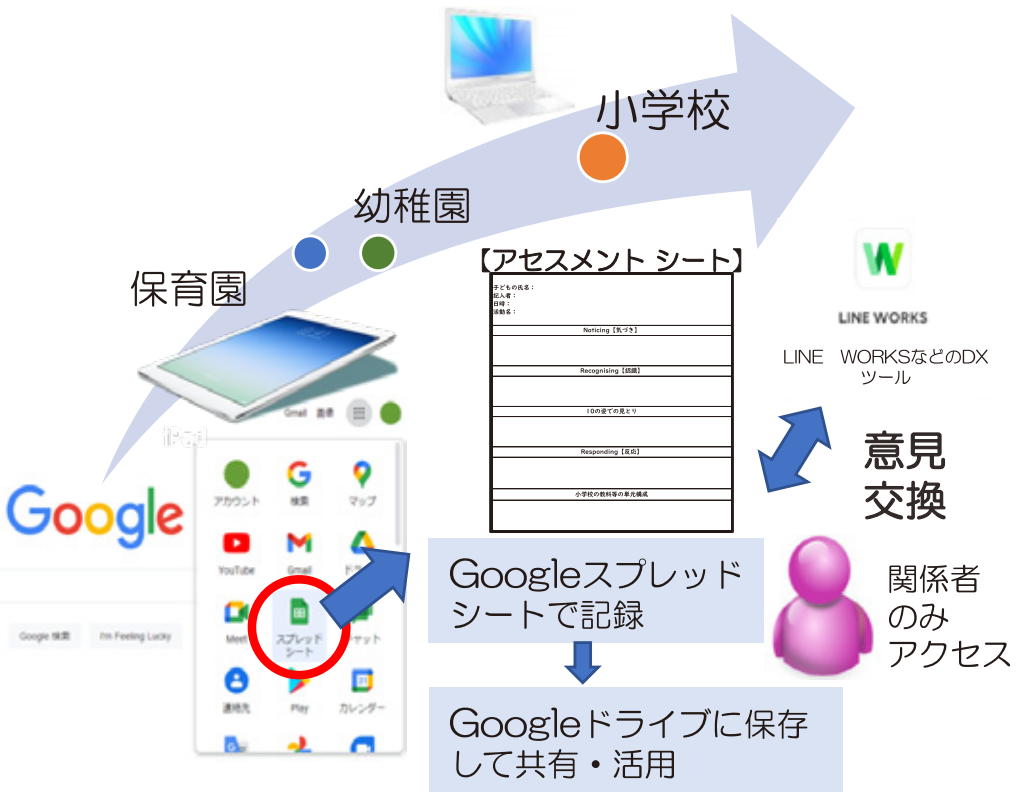 小学校
幼稚園
保育園
【アセスメント シート】
子どもの氏名：
記入者：
日時：
活動名：
Noticing【気づき】
Recognising【認識】
10の姿での見とり
Responding【反応】
小学校の教科等の単元構成
LINE WORKS
LINE　WORKSなどのDX
ツール
意見
交換
Gmail 画像
iPad
アカウント 検索 マップ
YouTube Gmail
Meet スプレッド
シート
連絡先 Play カレンダー
Google
Google 検索 I'm Feeling Lucky
Googleスプレッド
シートで記録
関係者
のみ
アクセス
Googleドライブに保存
して共有・活用